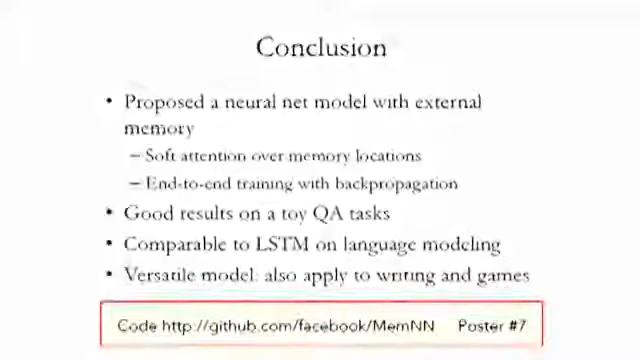 Conclusion
• Proposed a neural net model with external
memory
– Soft attention over memory locations
– End-to-end training with backpropagation
• Good results on a toy QA tasks
• Comparable to LSTM on language modeling
• Versatile model: also apply to writing and games
Code http://github.com/facebook/MemNN Poster #7